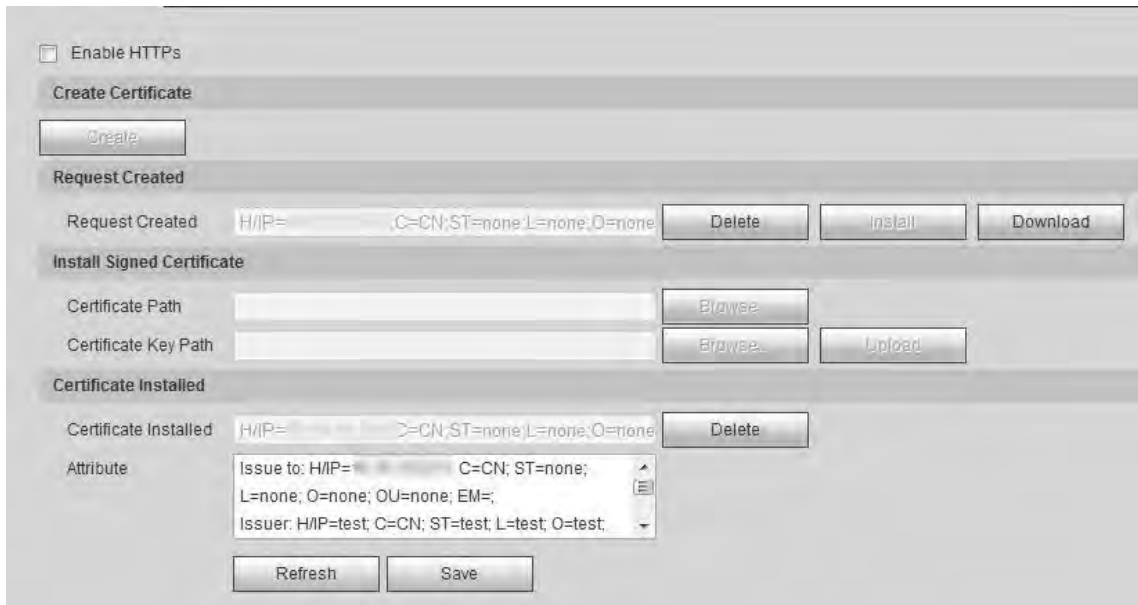 Enable HTTPs
Create Certificate
Create
Request Created
Request Created H/IP= ;C=CN;ST=none;L=none;O=none Delete Install Download
Install Signed Certificate
Certificate Path Browse...
Certificate Key Path Browse... Upload
Certificate Installed
Certificate Installed H/IP= C=CN;ST=none;L=none;O=none Delete
Attribute Issue to: H/IP= C=CN; ST=none;
L=none; O=none; OU=none; EM=;
Issuer: H/IP=test; C=CN; ST=test; L=test; O=test;
Refresh Save